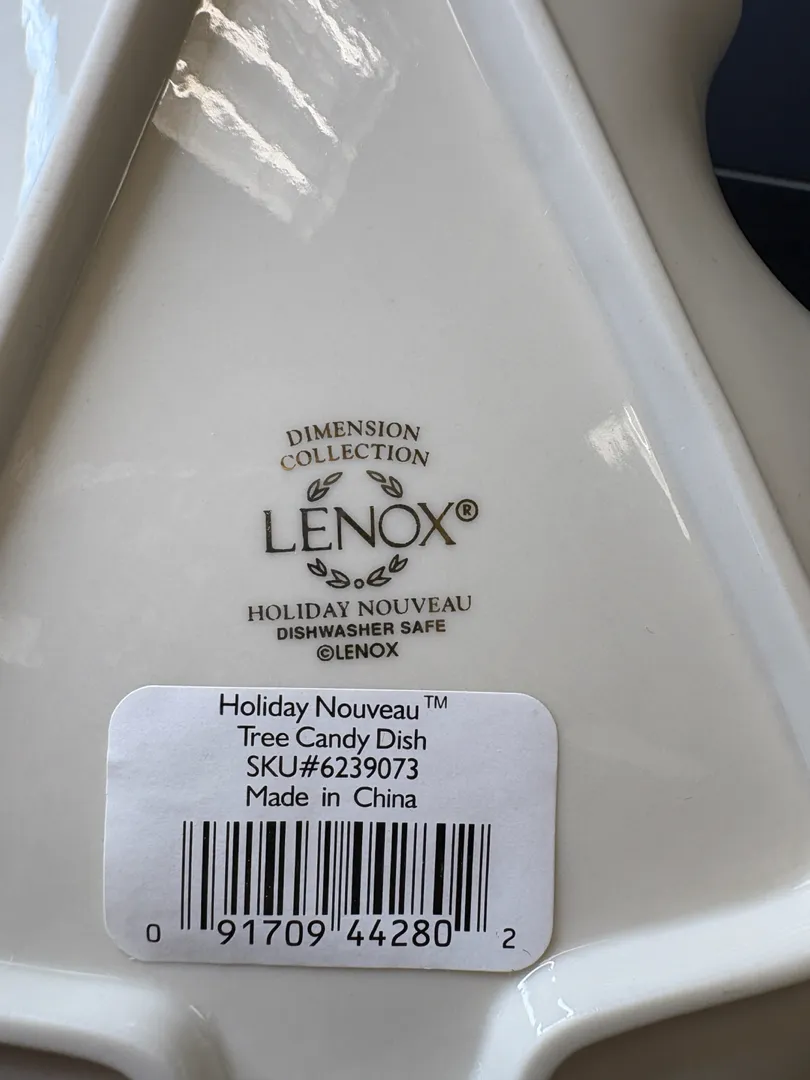 DIMENSION
COLLECTION
LENOX®
HOLIDAY NOUVEAU
DISHWASHER SAFE
©LENOX
Holiday Nouveau™
Tree Candy Dish
SKU#6239073
Made in China
0 91709 44280 2